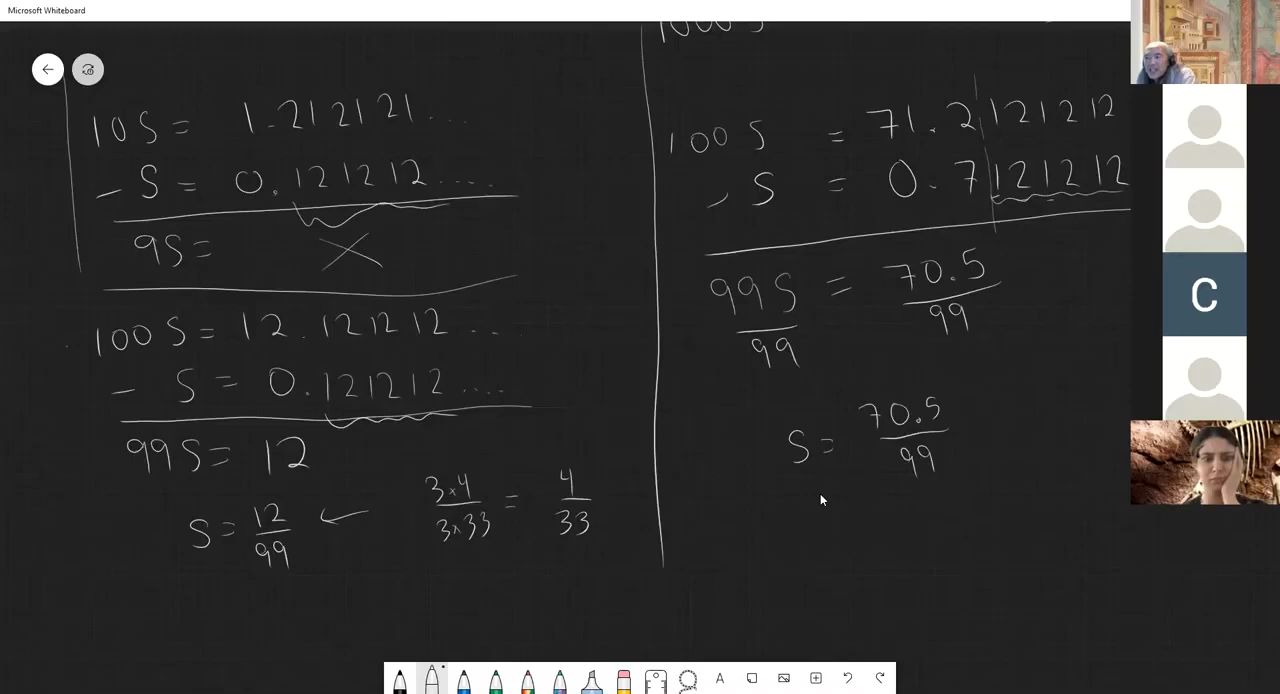 Microsoft Whiteboard
10S = 1.212121....
- S = 0.121212....
9S =
100S = 12.121212...
- S = 0.121212....
99S = 12
S = 12/99 ← 3×4/3×33 = 4/33
1000S
100S = 71.2121212
- S = 0.7121212
99S/99 = 70.5/99
S = 70.5/99
C
A